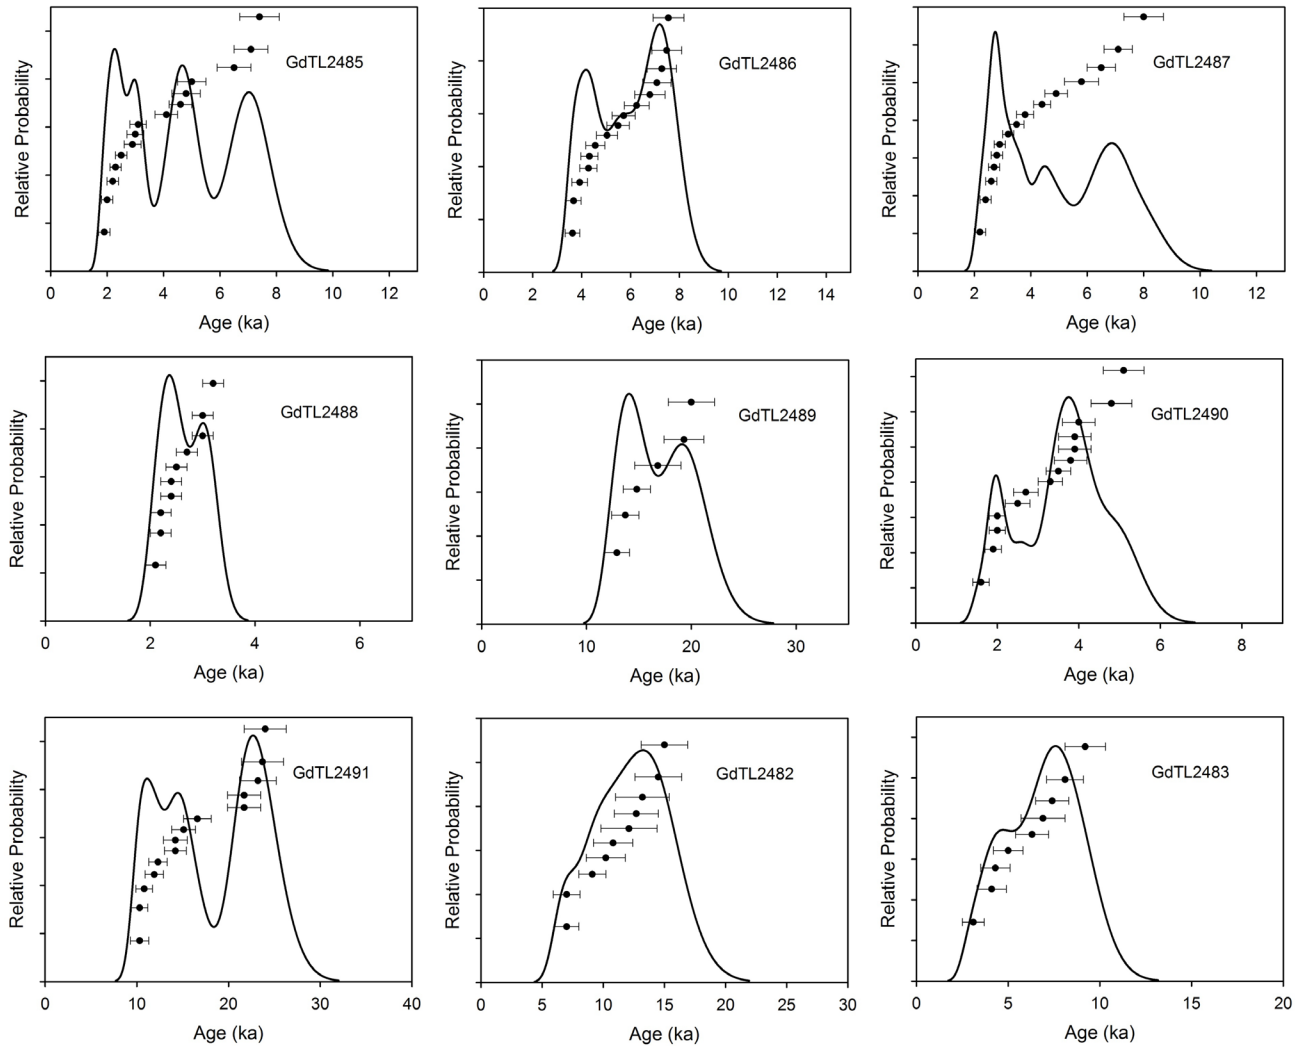 GdTL2485
Relative Probability
0 2 4 6 8 10 12
Age (ka)
GdTL2486
Relative Probability
0 2 4 6 8 10 12 14
Age (ka)
GdTL2487
Relative Probability
0 2 4 6 8 10 12
Age (ka)
GdTL2488
Relative Probability
0 2 4 6
Age (ka)
GdTL2489
Relative Probability
0 10 20 30
Age (ka)
GdTL2490
Relative Probability
0 2 4 6 8
Age (ka)
GdTL2491
Relative Probability
0 10 20 30 40
Age (ka)
GdTL2482
Relative Probability
0 5 10 15 20 25 30
Age (ka)
GdTL2483
Relative Probability
0 5 10 15 20
Age (ka)